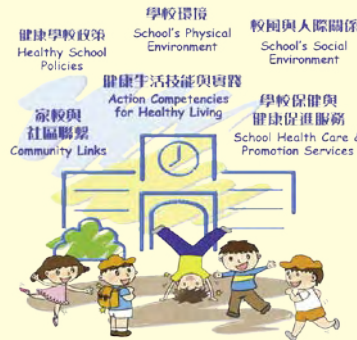 學校環境
School's Physical
Environment
健康學校政策
Healthy School
Policies
校園與人際關係
School's Social
Environment
健康生活技能與實踐
Action Competencies
for Healthy Living
家校與
社區聯繫
Community Links
學校保健與
健康促進服務
School Health Care &
Promotion Services